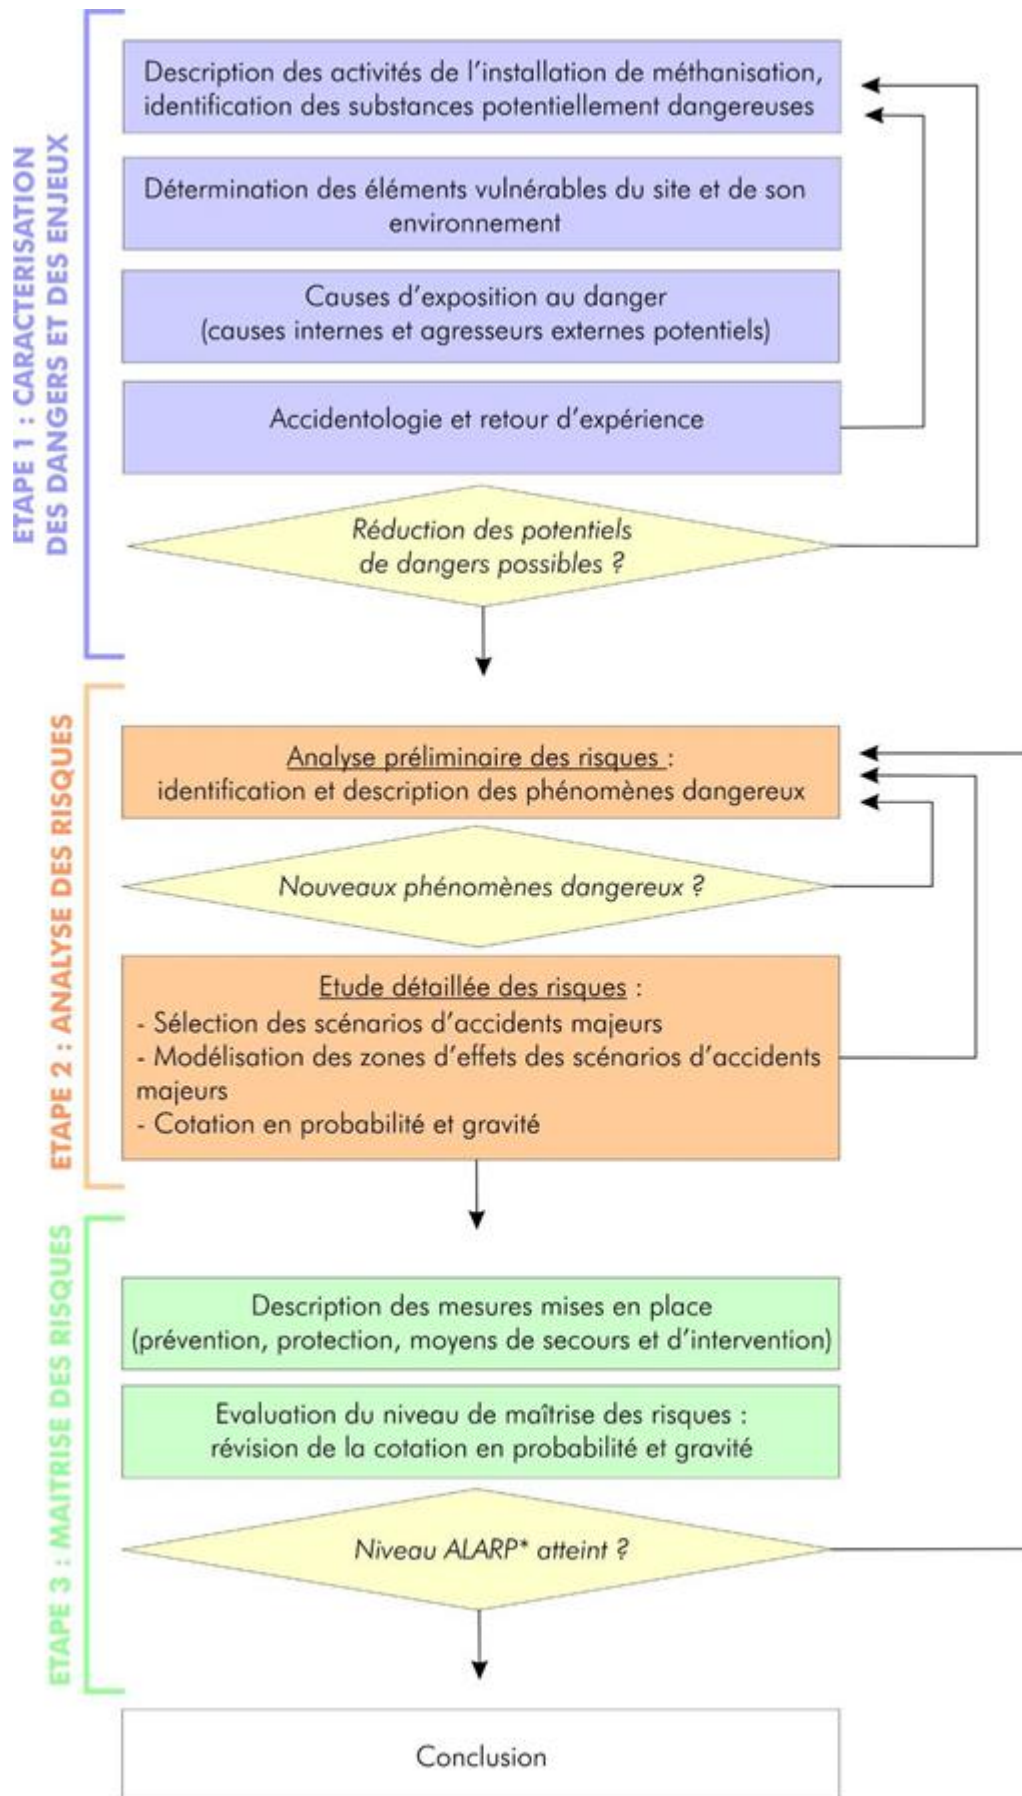 ETAPE 1 : CARACTERISATION
DES DANGERS ET DES ENJEUX
Description des activités de l'installation de méthanisation,
identification des substances potentiellement dangereuses
Détermination des éléments vulnérables du site et de son
environnement
Causes d'exposition au danger
(causes internes et agresseurs externes potentiels)
Accidentologie et retour d'expérience
Réduction des potentiels
de dangers possibles ?
ETAPE 2 : ANALYSE DES RISQUES
Analyse préliminaire des risques :
identification et description des phénomènes dangereux
Nouveaux phénomènes dangereux ?
Etude détaillée des risques :
- Sélection des scénarios d'accidents majeurs
- Modélisation des zones d'effets des scénarios d'accidents
majeurs
- Cotation en probabilité et gravité
ETAPE 3 : MAITRISE DES RISQUES
Description des mesures mises en place
(prévention, protection, moyens de secours et d'intervention)
Evaluation du niveau de maîtrise des risques :
révision de la cotation en probabilité et gravité
Niveau ALARP* atteint ?
Conclusion